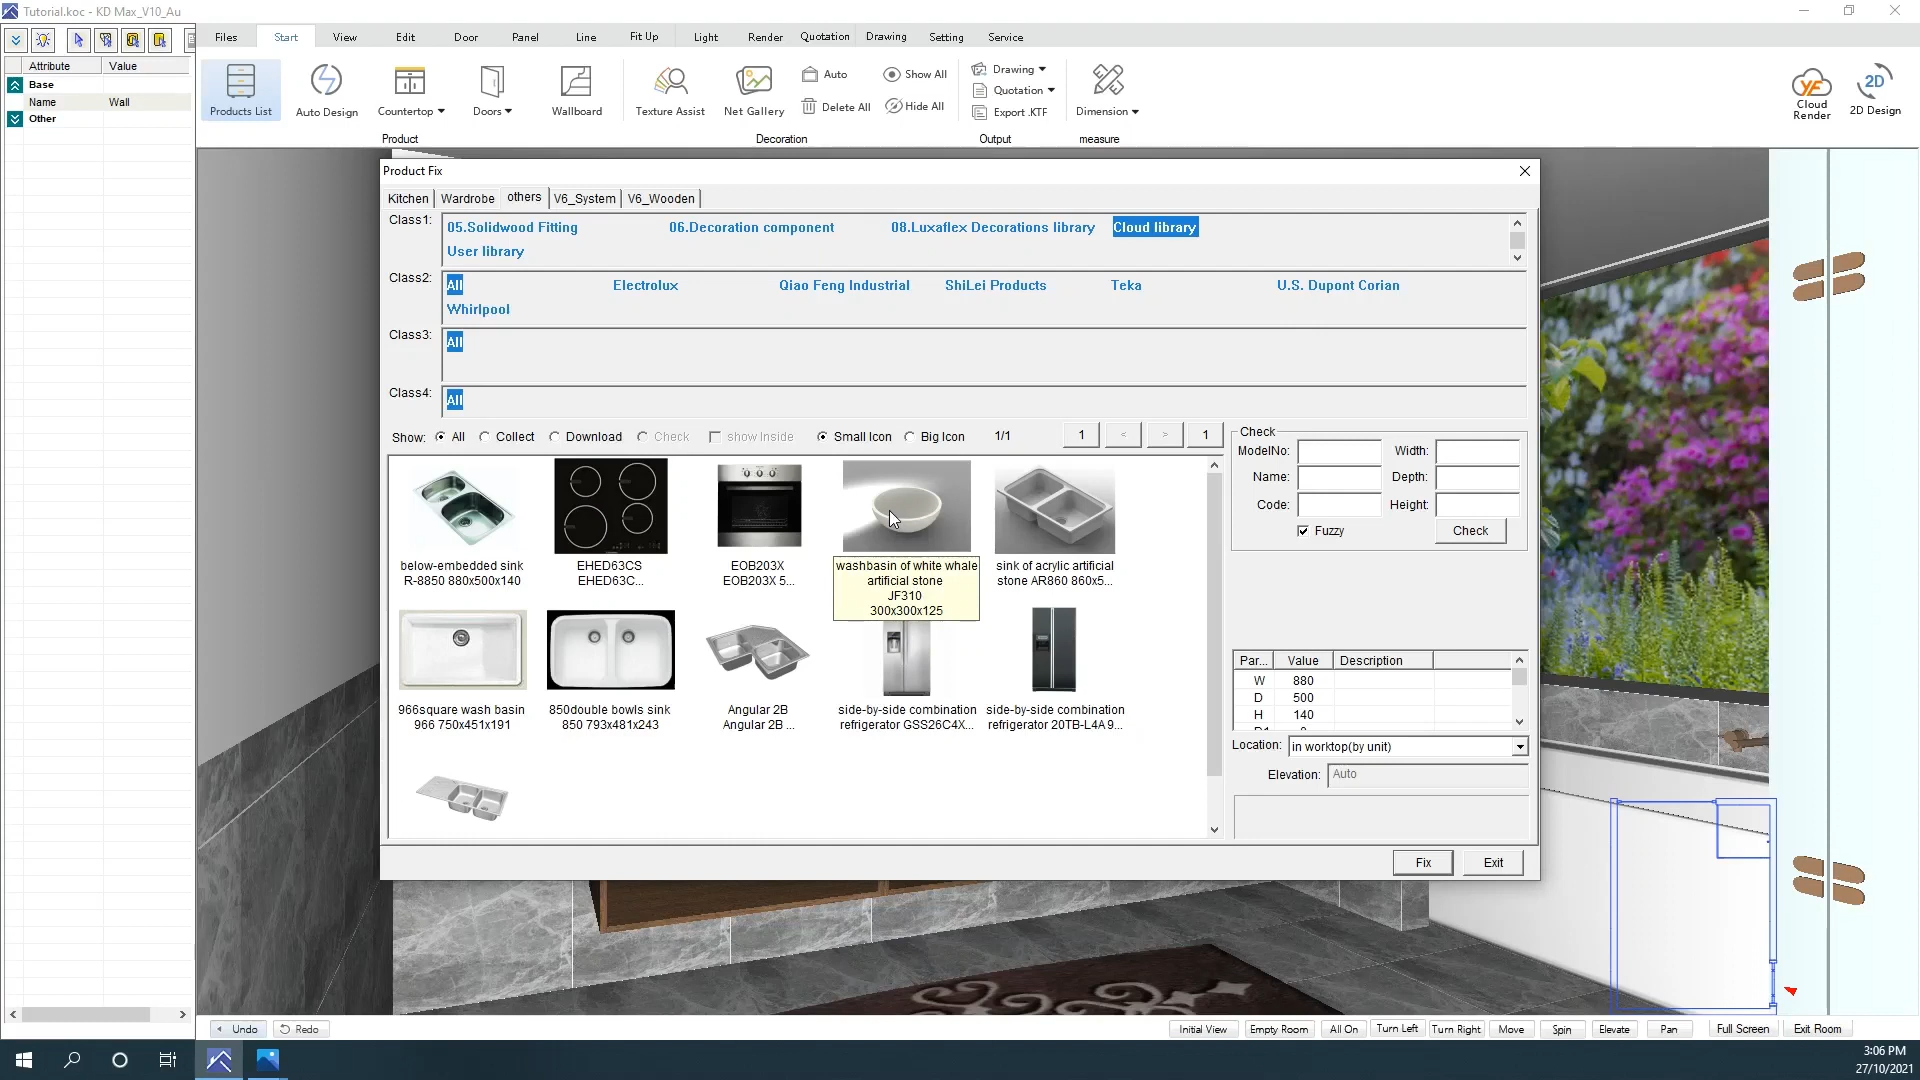 Tutorial.koc - KD Max_V10_Au
Files Start View Edit Door Panel Line Fit Up Light Render Quotation Drawing Setting Service
Attribute Value
Base
Name Wall
Other
Products List Auto Design Countertop Doors Wallboard
Product
Texture Assist Net Gallery Auto Show All
Delete All Hide All
Decoration
Drawing
Quotation
Export .KTF
Output
Dimension
measure
Cloud
Render
2D
2D Design
Product Fix
Kitchen Wardrobe others V6_System V6_Wooden
Class1: 05.Solidwood Fitting 06.Decoration component 08.Luxaflex Decorations library Cloud library
User library
Class2: All Electrolux Qiao Feng Industrial ShiLei Products Teka U.S. Dupont Corian
Whirlpool
Class3: All
Class4: All
Show: All Collect Download Check show Inside Small Icon Big Icon 1/1 1 < > 1
below-embedded sink
R-8850 880x500x140
EHED63CS
EHED63C...
EOB203X
EOB203X 5...
washbasin of white whale
artificial stone
JF310
300x300x125
sink of acrylic artificial
stone AR860 860x5...
966square wash basin
966 750x451x191
850double bowls sink
850 793x481x243
Angular 2B
Angular 2B ...
side-by-side combination
refrigerator GSS26C4X...
side-by-side combination
refrigerator 20TB-L4A 9...
Check
ModelNo: Width:
Name: Depth:
Code: Height:
Fuzzy Check
Par... Value Description
W 880
D 500
H 140
Location: in worktop(by unit)
Elevation: Auto
Fix Exit
Undo Redo
Initial View Empty Room All On Turn Left Turn Right Move Spin Elevate Pan Full Screen Exit Room
3:06 PM
27/10/2021